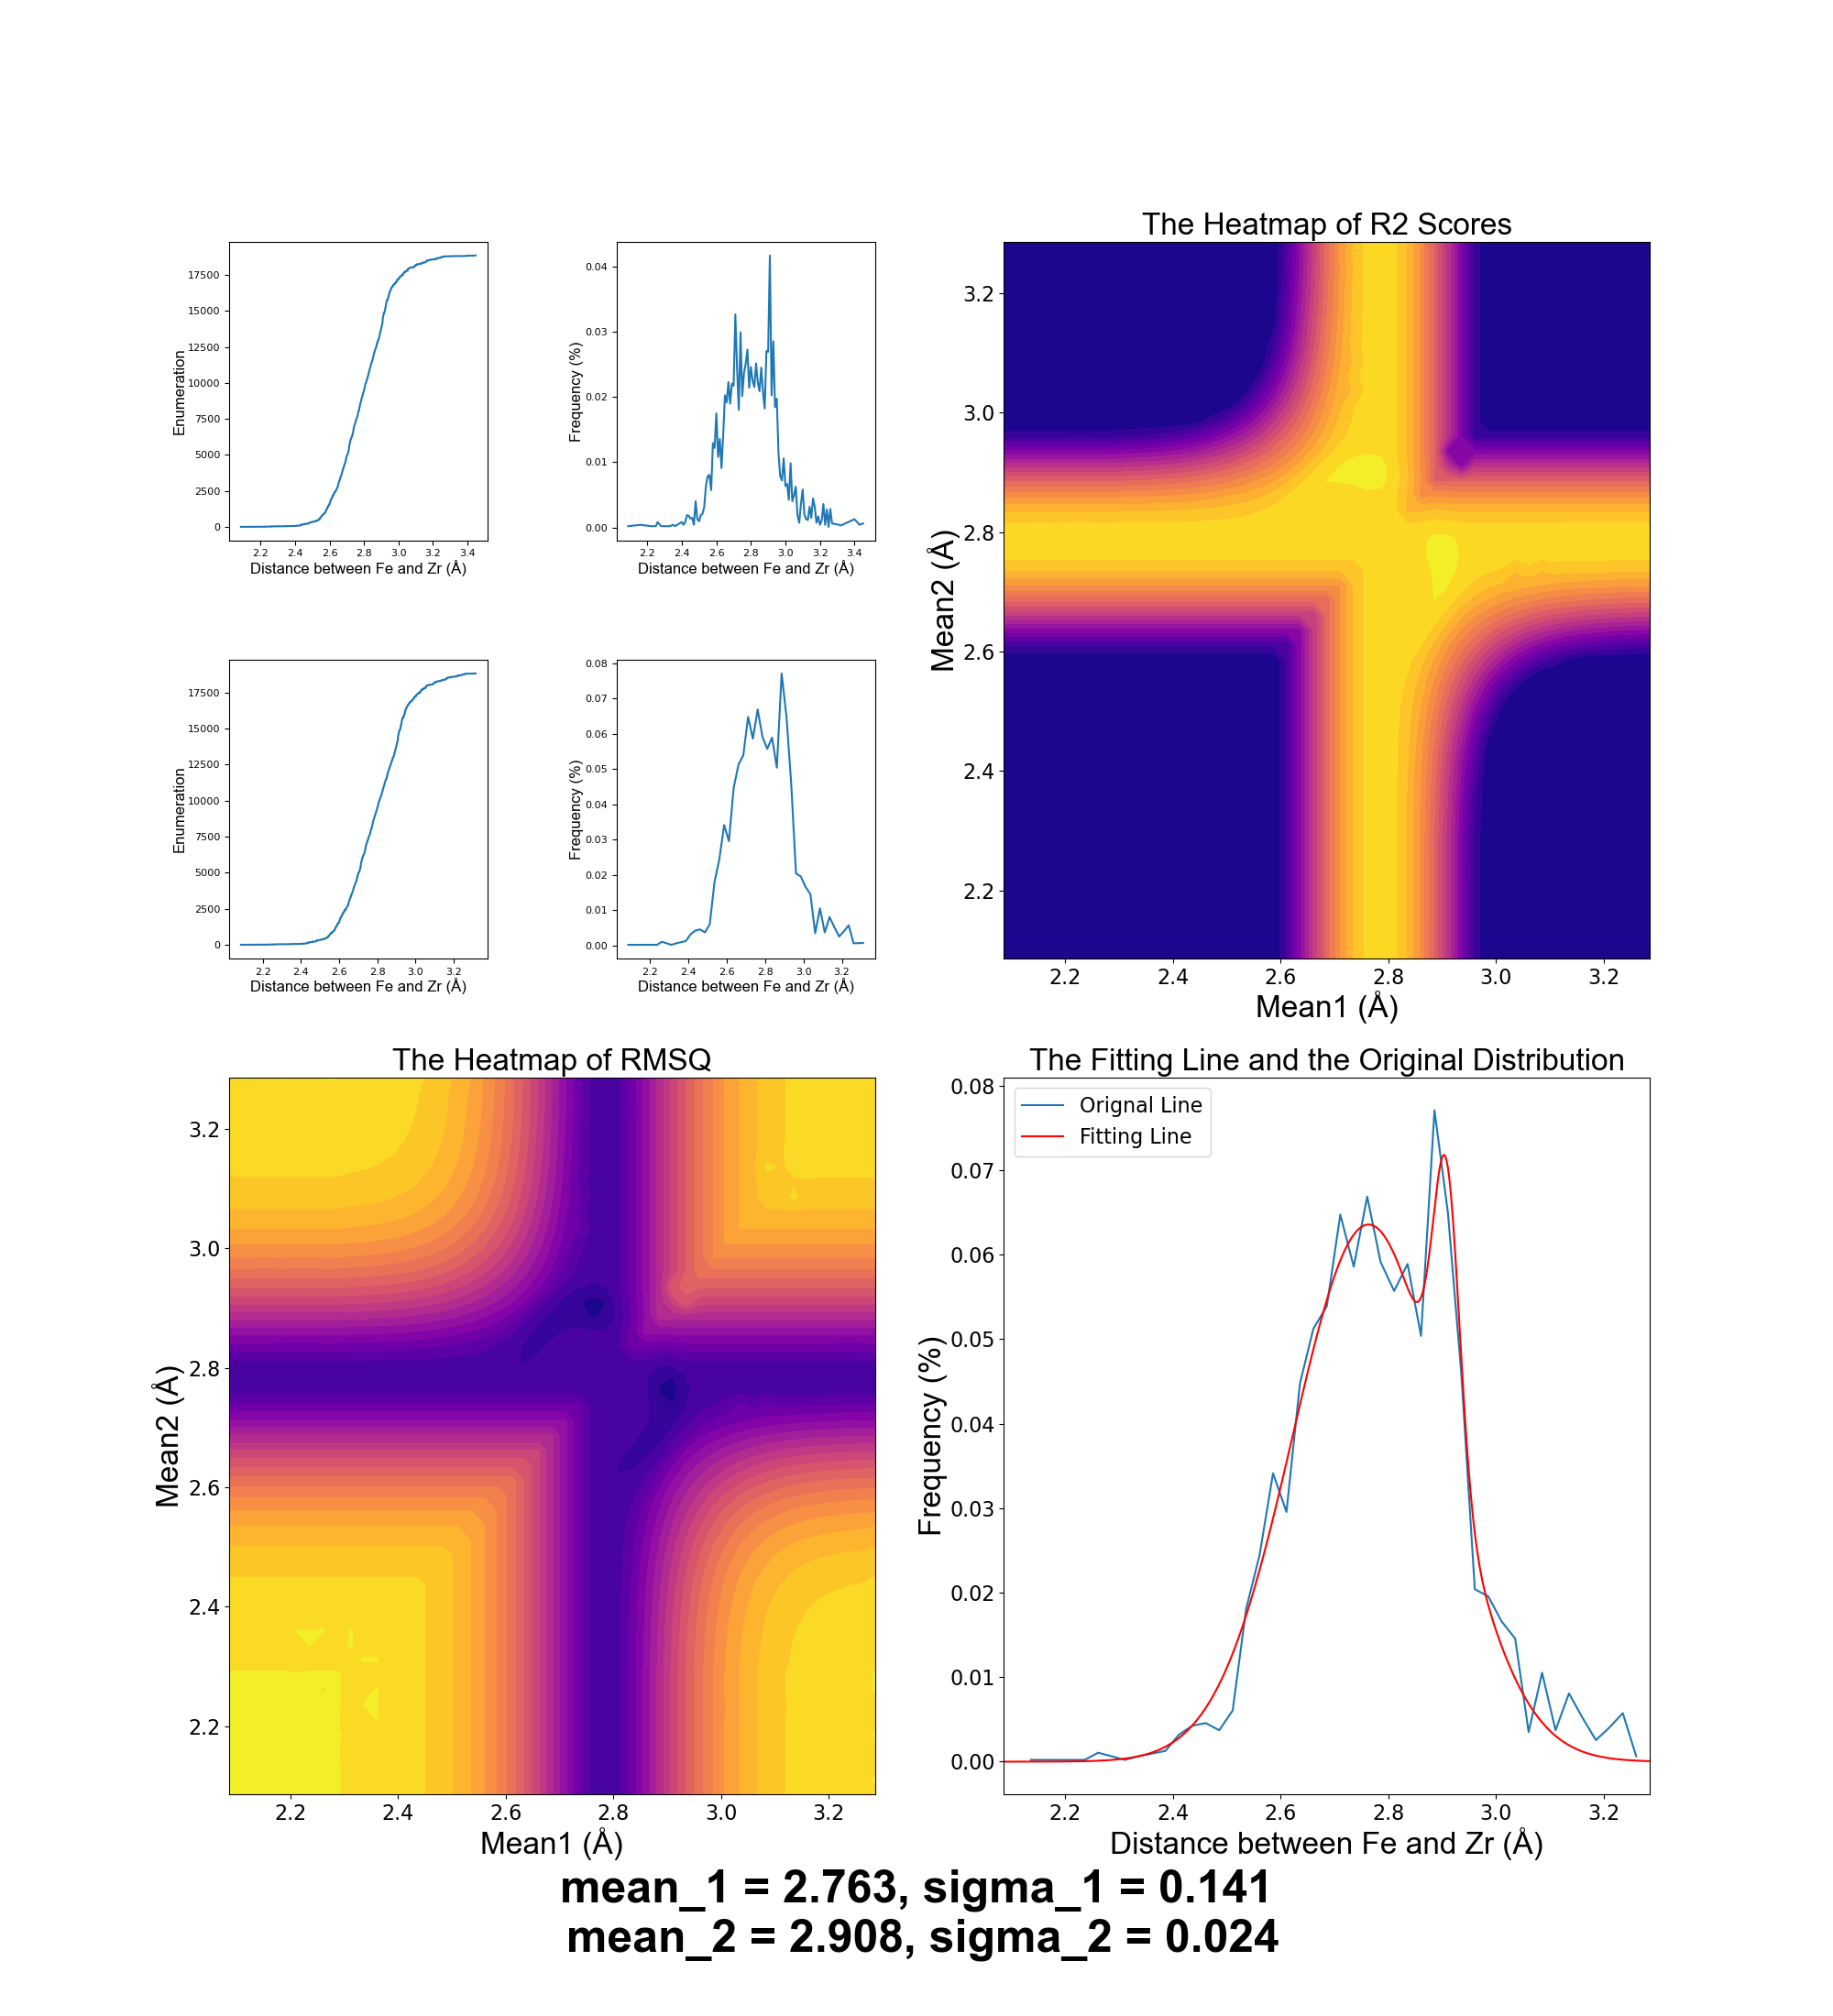 17500
15000
12500
10000
7500
5000
2500
0
Enumeration
2.2 2.4 2.6 2.8 3.0 3.2 3.4
Distance between Fe and Zr (Å)
0.04
0.03
0.02
0.01
0.00
Frequency (%)
2.2 2.4 2.6 2.8 3.0 3.2 3.4
Distance between Fe and Zr (Å)
The Heatmap of R2 Scores
3.2
3.0
2.8
2.6
2.4
2.2
Mean2 (Å)
2.2 2.4 2.6 2.8 3.0 3.2
Mean1 (Å)
17500
15000
12500
10000
7500
5000
2500
0
Enumeration
2.2 2.4 2.6 2.8 3.0 3.2
Distance between Fe and Zr (Å)
0.08
0.07
0.06
0.05
0.04
0.03
0.02
0.01
0.00
Frequency (%)
2.2 2.4 2.6 2.8 3.0 3.2
Distance between Fe and Zr (Å)
The Heatmap of RMSQ
3.2
3.0
2.8
2.6
2.4
2.2
Mean2 (Å)
2.2 2.4 2.6 2.8 3.0 3.2
Mean1 (Å)
The Fitting Line and the Original Distribution
Orignal Line
Fitting Line
0.08
0.07
0.06
0.05
0.04
0.03
0.02
0.01
0.00
Frequency (%)
2.2 2.4 2.6 2.8 3.0 3.2
Distance between Fe and Zr (Å)
mean_1 = 2.763, sigma_1 = 0.141
mean_2 = 2.908, sigma_2 = 0.024